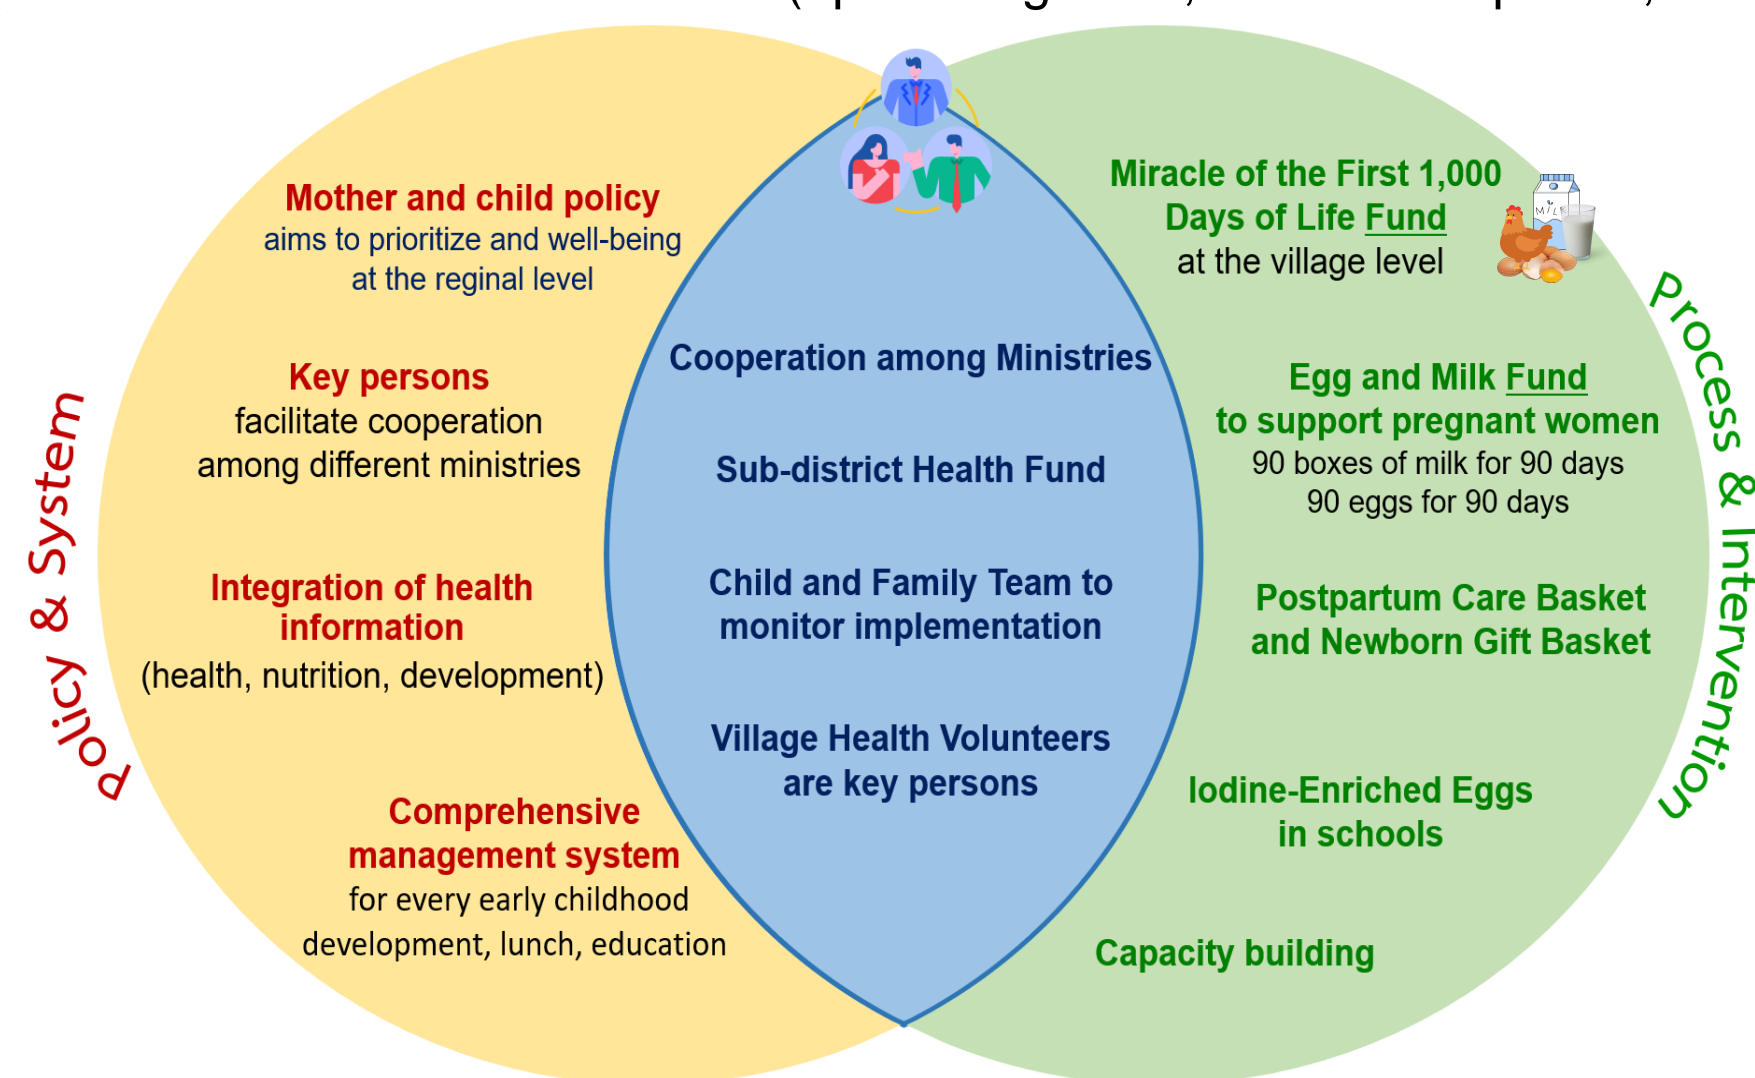 Mother and child policy
aims to prioritize and well-being
at the reginal level
Key persons
facilitate cooperation
among different ministries
Integration of health
information
(health, nutrition, development)
Comprehensive
management system
for every early childhood
development, lunch, education
Policy & System
Cooperation among Ministries
Sub-district Health Fund
Child and Family Team to
monitor implementation
Village Health Volunteers
are key persons
Miracle of the First 1,000
Days of Life Fund
at the village level
MILK
Egg and Milk Fund
to support pregnant women
90 boxes of milk for 90 days
90 eggs for 90 days
Postpartum Care Basket
and Newborn Gift Basket
Iodine-Enriched Eggs
in schools
Capacity building
Process & Intervention